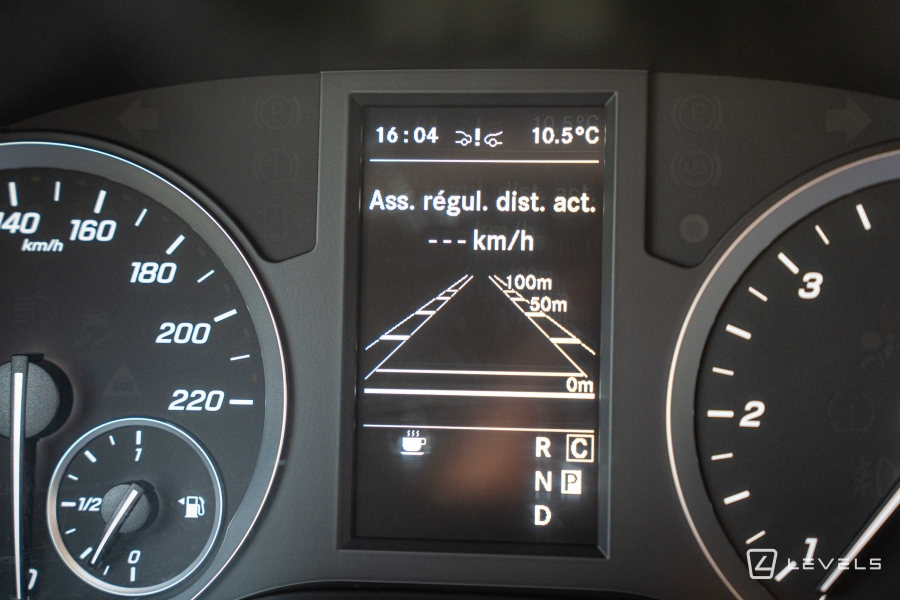 16:04 10.5°C
Ass. régul. dist. act.
--- km/h
100m
50m
0m
R C
N P
D
140
km/h
160
180
200
220
1
1/2
0
3
2
1
LEVELS